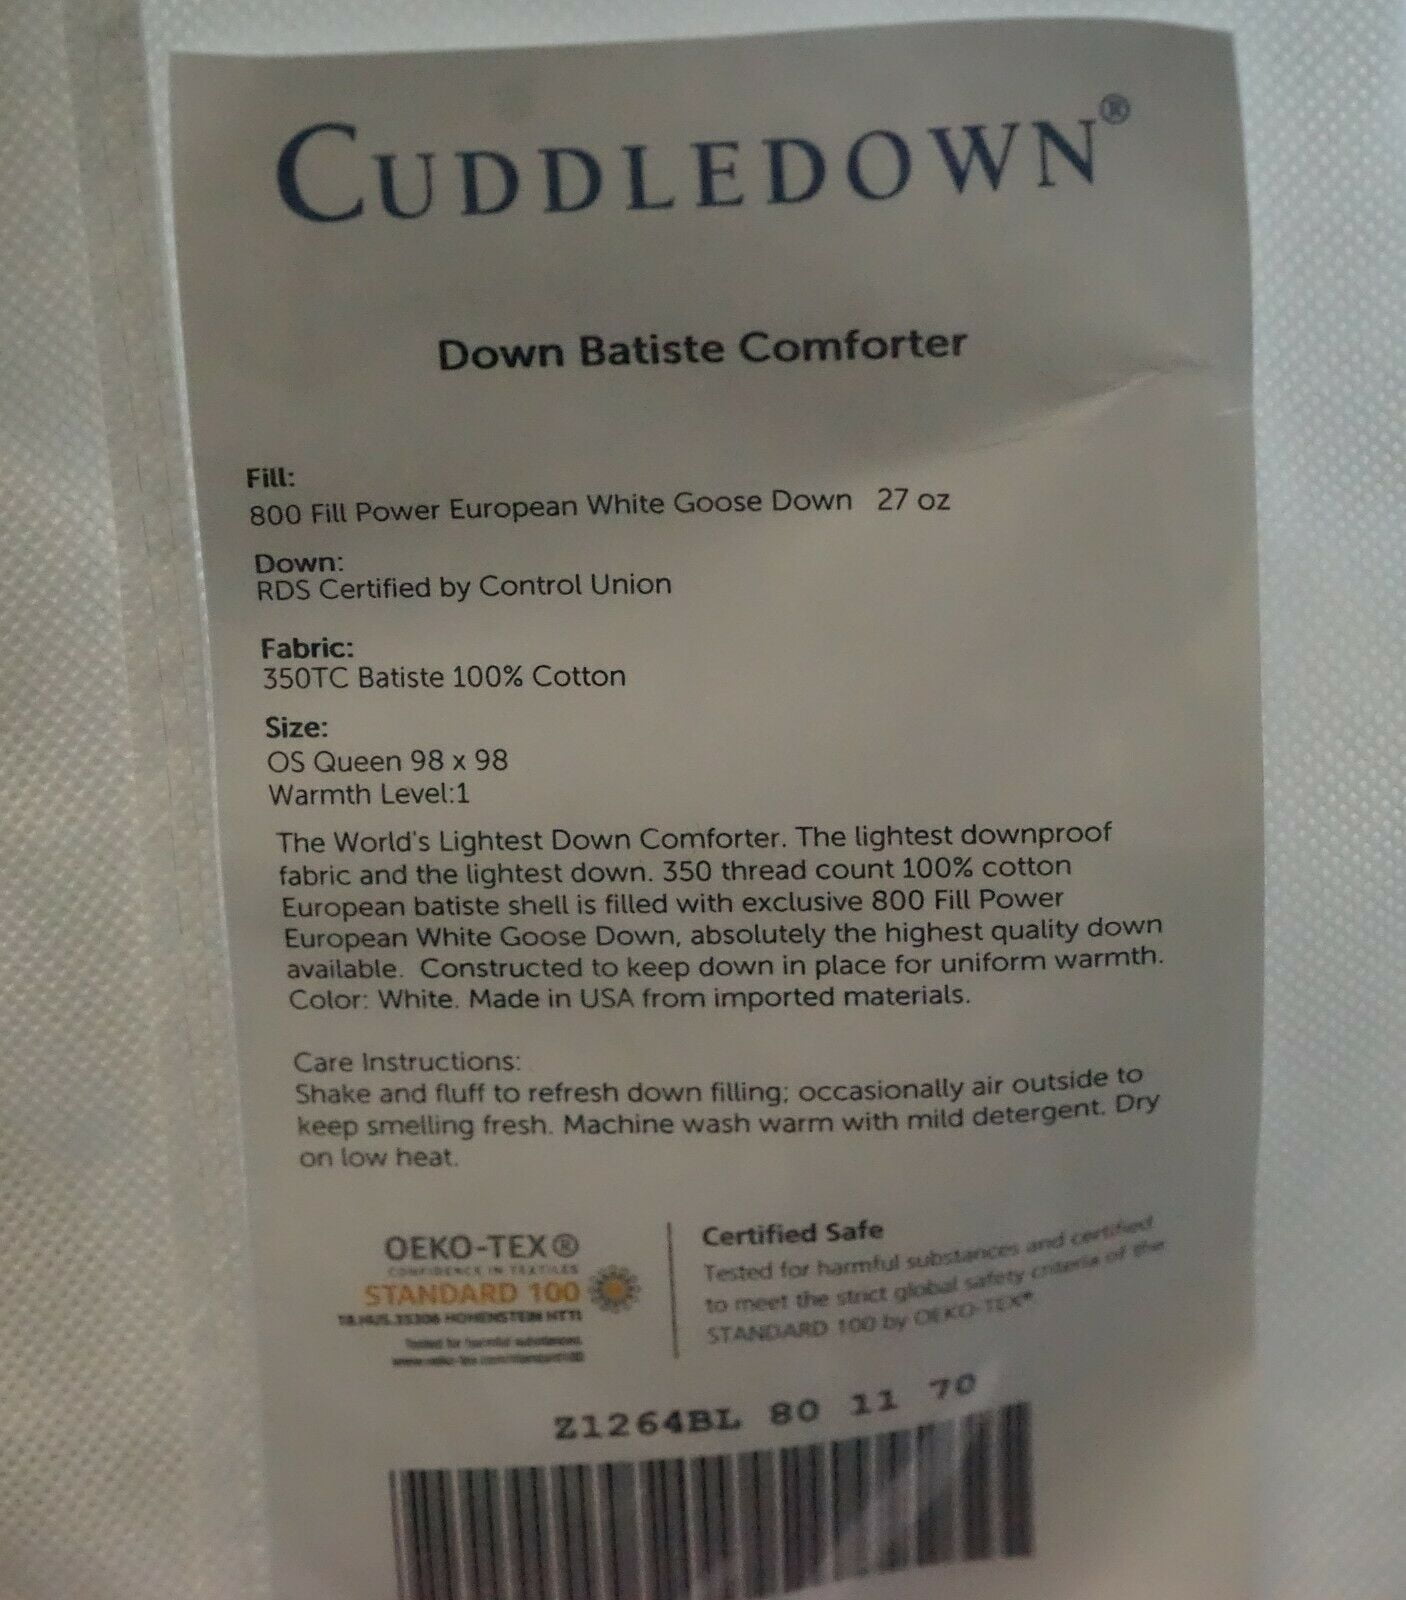 CUDDLEDOWN®
Down Batiste Comforter
Fill:
800 Fill Power European White Goose Down 27 oz
Down:
RDS Certified by Control Union
Fabric:
350TC Batiste 100% Cotton
Size:
OS Queen 98 x 98
Warmth Level:1
The World's Lightest Down Comforter. The lightest downproof
fabric and the lightest down. 350 thread count 100% cotton
European batiste shell is filled with exclusive 800 Fill Power
European White Goose Down, absolutely the highest quality down
available. Constructed to keep down in place for uniform warmth.
Color: White. Made in USA from imported materials.
Care Instructions:
Shake and fluff to refresh down filling; occasionally air outside to
keep smelling fresh. Machine wash warm with mild detergent. Dry
on low heat.
OEKO-TEX®
CONFIDENCE IN TEXTILES
STANDARD 100
HOHENSTEIN HTTI
Tested for harmful substances.
Certified Safe
Tested for harmful substances and certified
to meet the strict global safety criteria of the
STANDARD 100 by OEKO-TEX®
Z1264BL 80 11 70